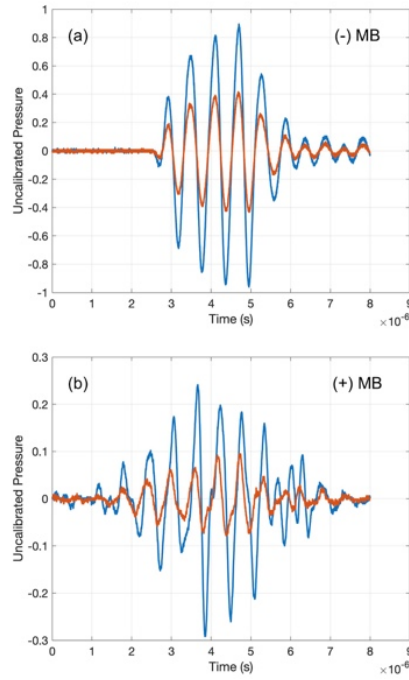 1
(a)
(-) MB
0.8
0.6
0.4
0.2
0
-0.2
-0.4
-0.6
-0.8
-1
Uncalibrated Pressure
0 1 2 3 4 5 6 7 8 9
Time (s)
×10⁻⁶
0.3
(b)
(+) MB
0.2
0.1
0
-0.1
-0.2
-0.3
Uncalibrated Pressure
0 1 2 3 4 5 6 7 8 9
Time (s)
×10⁻⁶